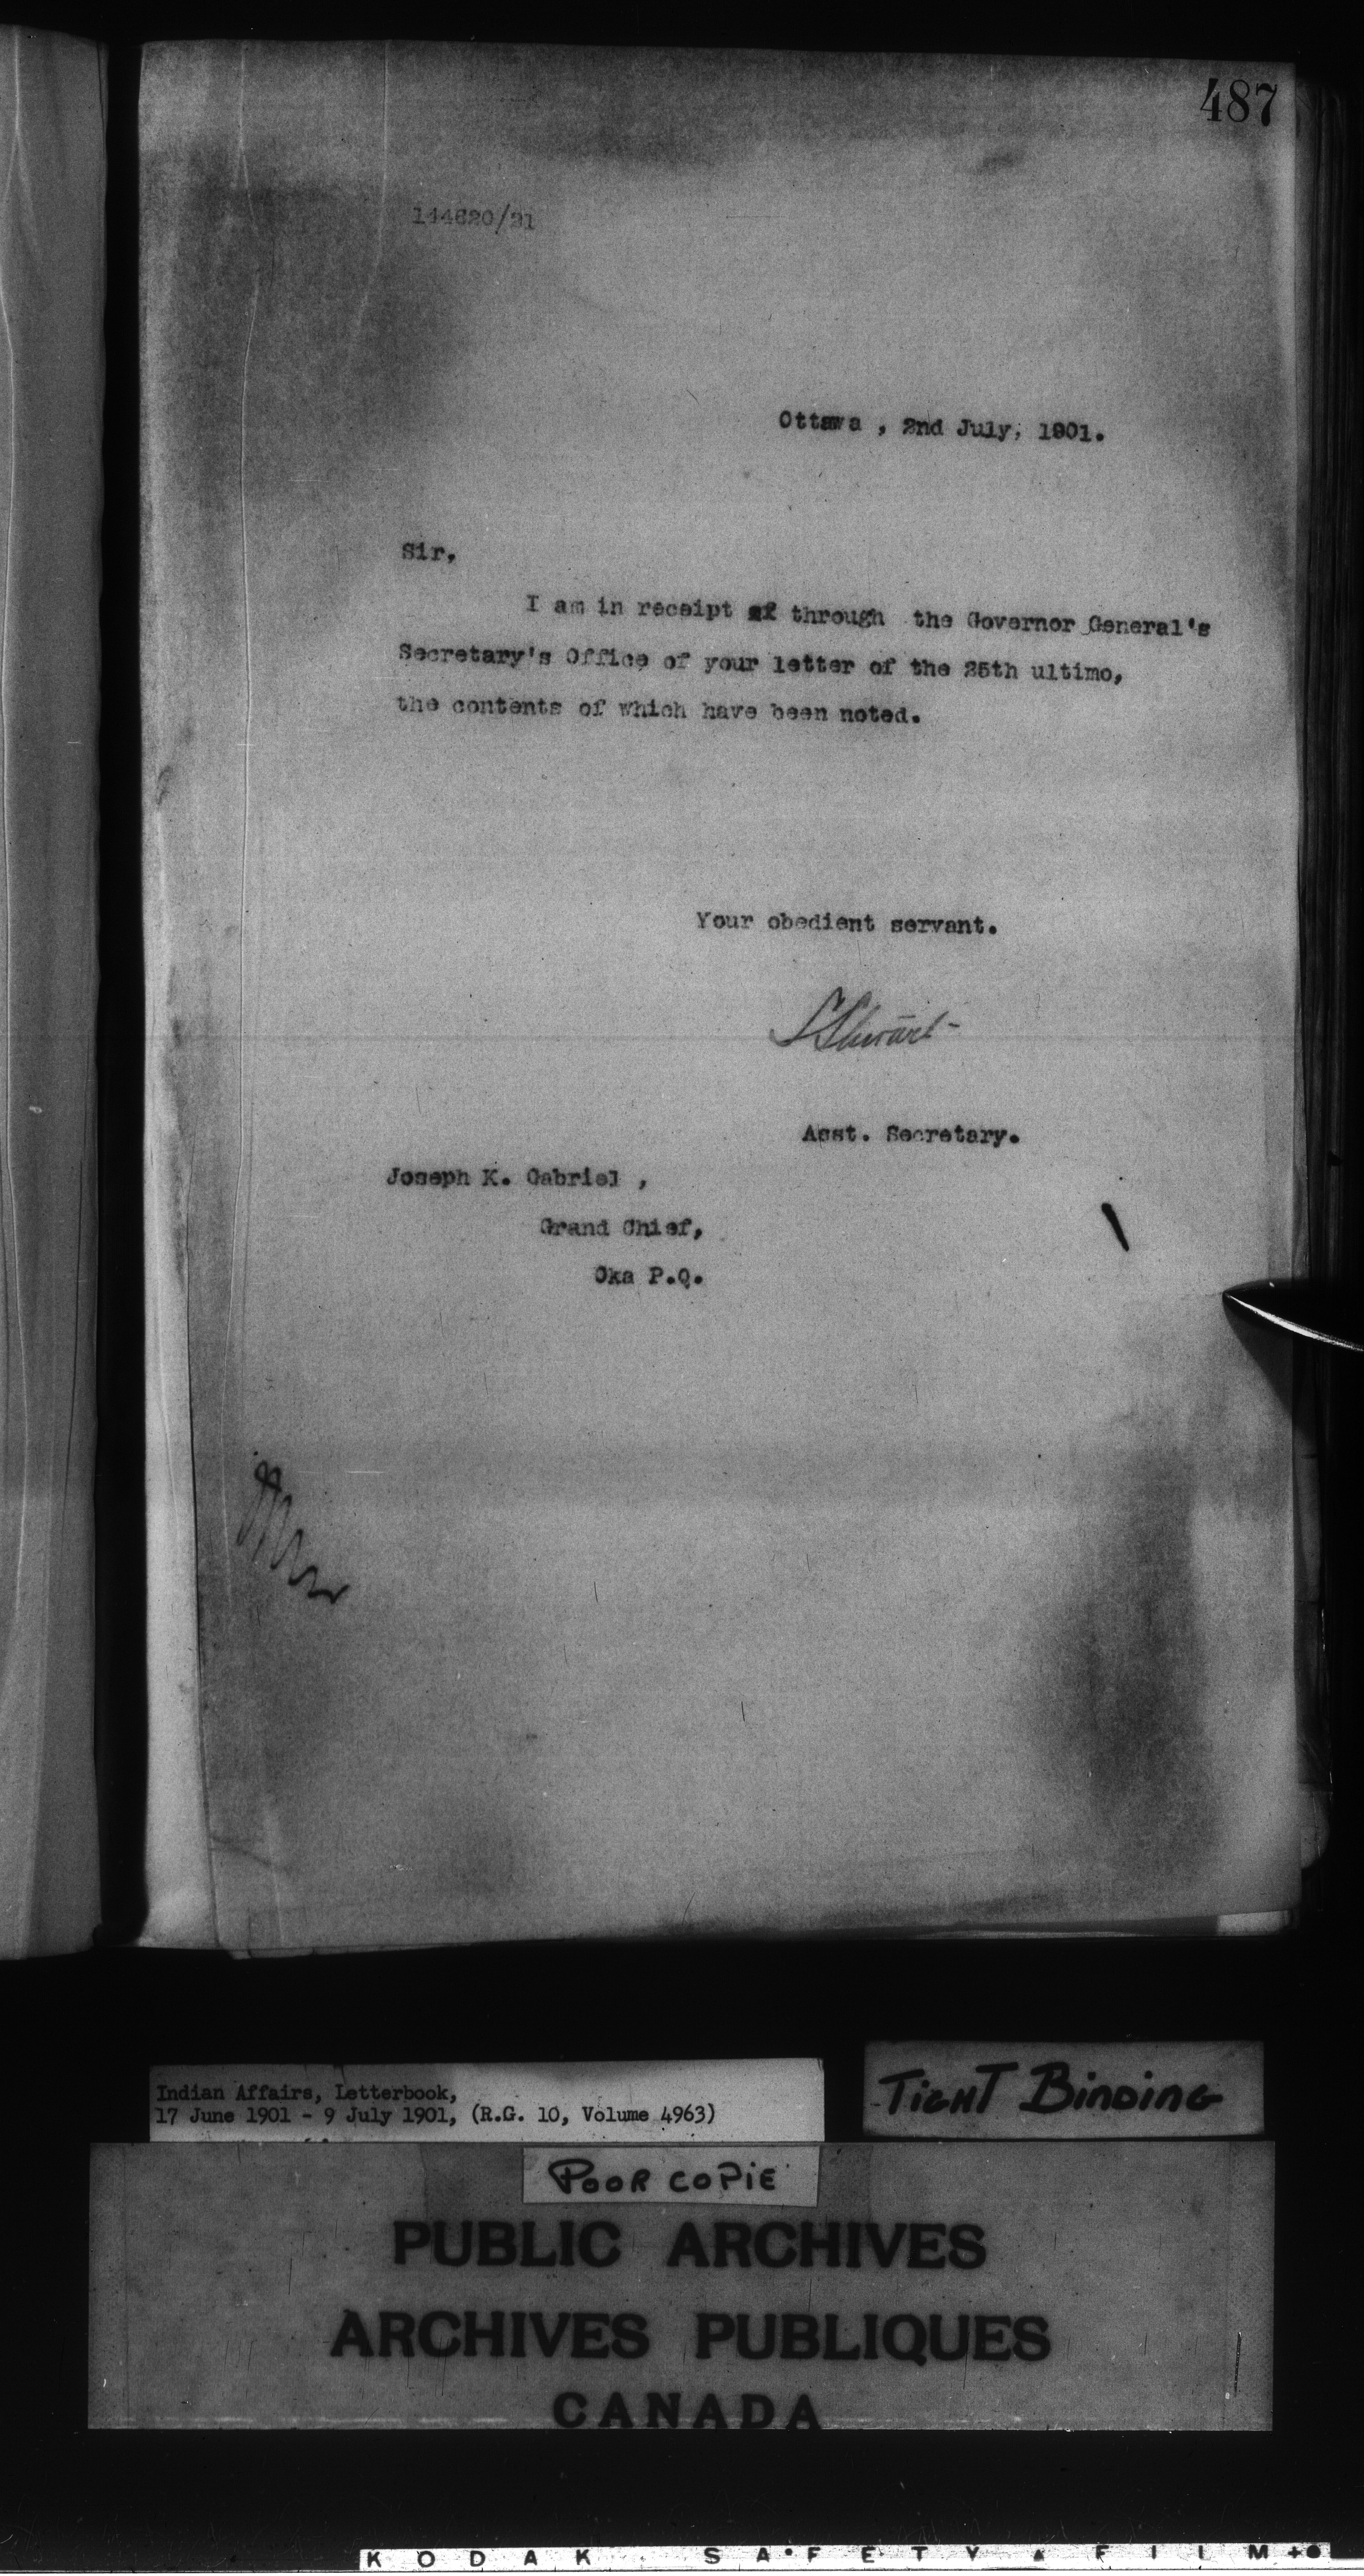 487
144620/21
Ottawa , 2nd July, 1901.
Sir,
I am in receipt of through the Governor General's
Secretary's Office of your letter of the 25th ultimo,
the contents of which have been noted.
Your obedient servant.
S Stewart
Asst. Secretary.
Joseph K. Gabriel ,
Grand Chief,
Oka P.Q.
Indian Affairs, Letterbook,
17 June 1901 - 9 July 1901, (R.G. 10, Volume 4963)
TIGHT BINDING
POOR COPIE
PUBLIC ARCHIVES
ARCHIVES PUBLIQUES
CANADA
KODAK SAFETY FILM